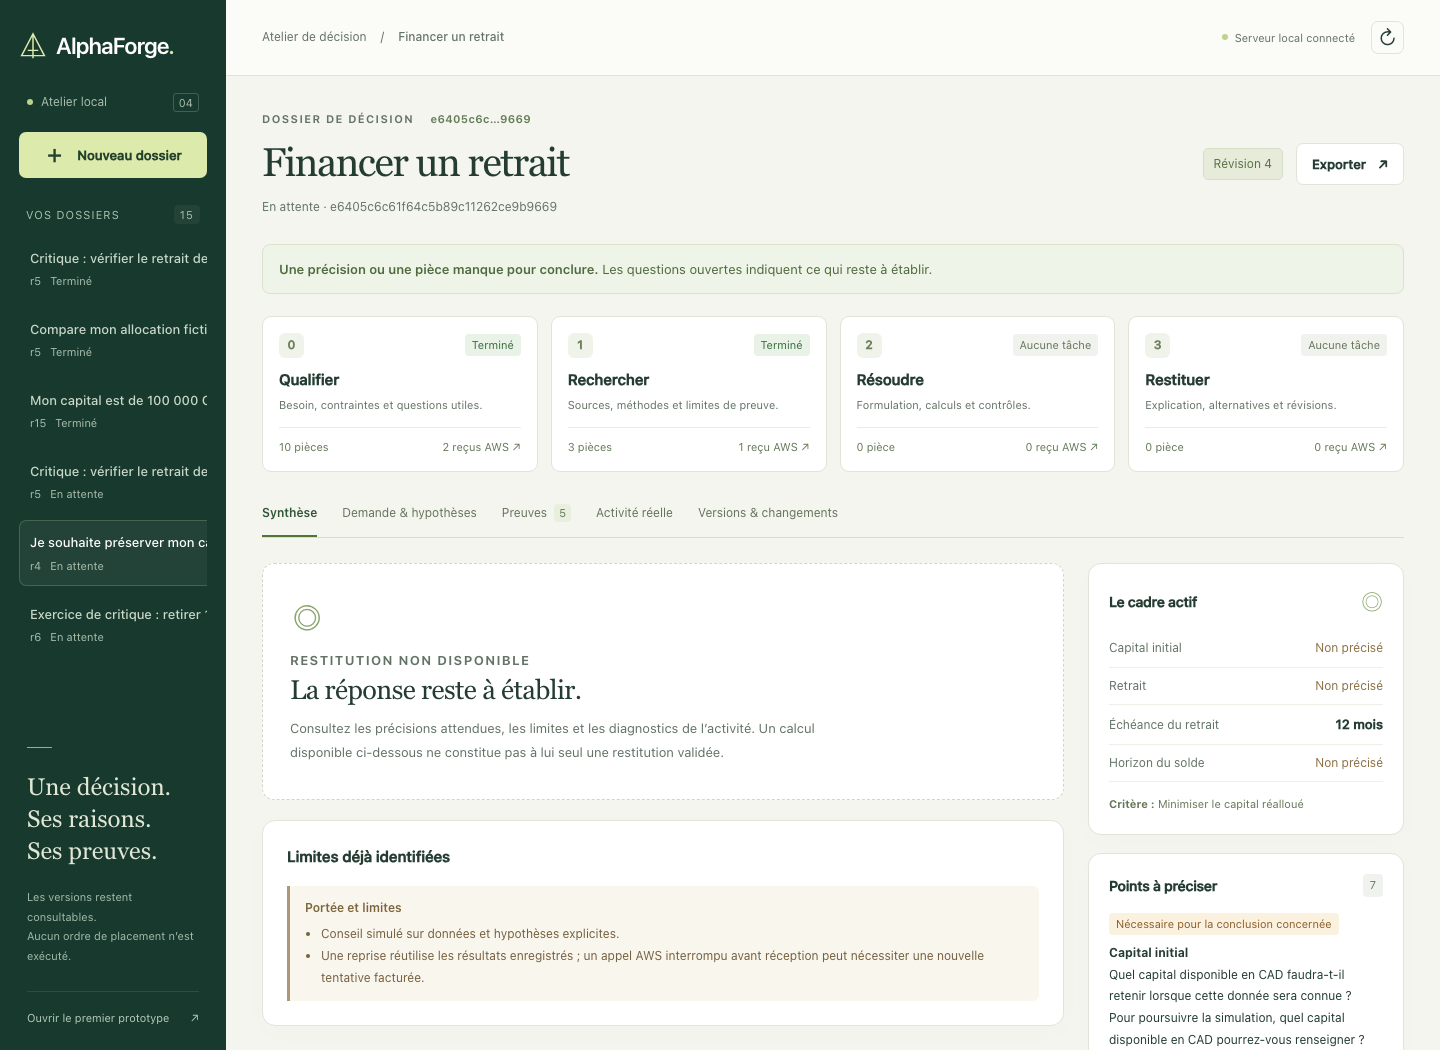 AlphaForge.
Atelier local
04
Nouveau dossier
VOS DOSSIERS
15
Critique : vérifier le retrait de
r5 Terminé
Compare mon allocation ficti
r5 Terminé
Mon capital est de 100 000
r15 Terminé
Critique : vérifier le retrait de
r5 En attente
Je souhaite préserver mon ca
r4 En attente
Exercice de critique : retirer
r6 En attente
Une décision.
Ses raisons.
Ses preuves.
Les versions restent
consultables.
Aucun ordre de placement n'est
exécuté.
Ouvrir le premier prototype ↗
Atelier de décision / Financer un retrait
Serveur local connecté
DOSSIER DE DÉCISION e6405c6c…9669
Financer un retrait
En attente · e6405c6c61f64c5b89c11262ce9b9669
Révision 4
Exporter ↗
Une précision ou une pièce manque pour conclure. Les questions ouvertes indiquent ce qui reste à établir.
0
Terminé
Qualifier
Besoin, contraintes et questions utiles.
10 pièces
2 reçus AWS ↗
1
Terminé
Rechercher
Sources, méthodes et limites de preuve.
3 pièces
1 reçu AWS ↗
2
Aucune tâche
Résoudre
Formulation, calculs et contrôles.
0 pièce
0 reçu AWS ↗
3
Aucune tâche
Restituer
Explication, alternatives et révisions.
0 pièce
0 reçu AWS ↗
Synthèse
Demande & hypothèses
Preuves 5
Activité réelle
Versions & changements
RESTITUTION NON DISPONIBLE
La réponse reste à établir.
Consultez les précisions attendues, les limites et les diagnostics de l'activité. Un calcul
disponible ci-dessous ne constitue pas à lui seul une restitution validée.
Limites déjà identifiées
Portée et limites
• Conseil simulé sur données et hypothèses explicites.
• Une reprise réutilise les résultats enregistrés ; un appel AWS interrompu avant réception peut nécessiter une nouvelle
tentative facturée.
Le cadre actif
Capital initial Non précisé
Retrait Non précisé
Échéance du retrait 12 mois
Horizon du solde Non précisé
Critère : Minimiser le capital réalloué
Points à préciser
7
Nécessaire pour la conclusion concernée
Capital initial
Quel capital disponible en CAD faudra-t-il
retenir lorsque cette donnée sera connue ?
Pour poursuivre la simulation, quel capital
disponible en CAD pourrez-vous renseigner ?